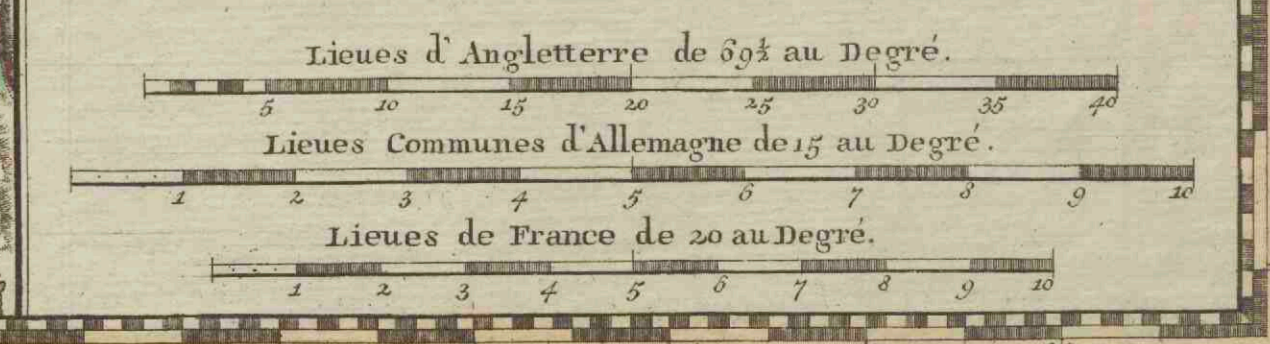 Lieues d'Angletterre de 69½ au Degré.
5 10 15 20 25 30 35 40
Lieues Communes d'Allemagne de 15 au Degré.
1 2 3 4 5 6 7 8 9 10
Lieues de France de 20 au Degré.
1 2 3 4 5 6 7 8 9 10